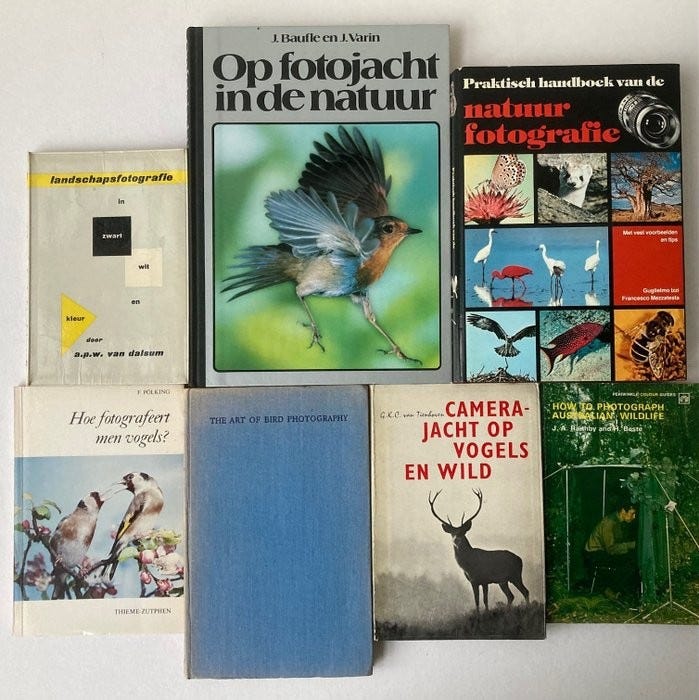 J. Baufle en J. Varin
Op fotojacht
in de natuur
Praktisch handboek van de
natuur
fotografie
Met veel voorbeelden
en tips
Guglielmo Izzi
Francesco Mezzatesta
landschapsfotografie
in
zwart
wit
en
kleur
door
a.p.w. van dalsum
F. PÖLKING
Hoe fotografeert
men vogels?
THIEME-ZUTPHEN
THE ART OF BIRD PHOTOGRAPHY
G.K.C. van Tienhoven
CAMERA-
JACHT OP
VOGELS
EN WILD
PERIWINKLE COLOUR GUIDES
HOW TO PHOTOGRAPH
AUSTRALIAN WILDLIFE
J. A. and H. Beste